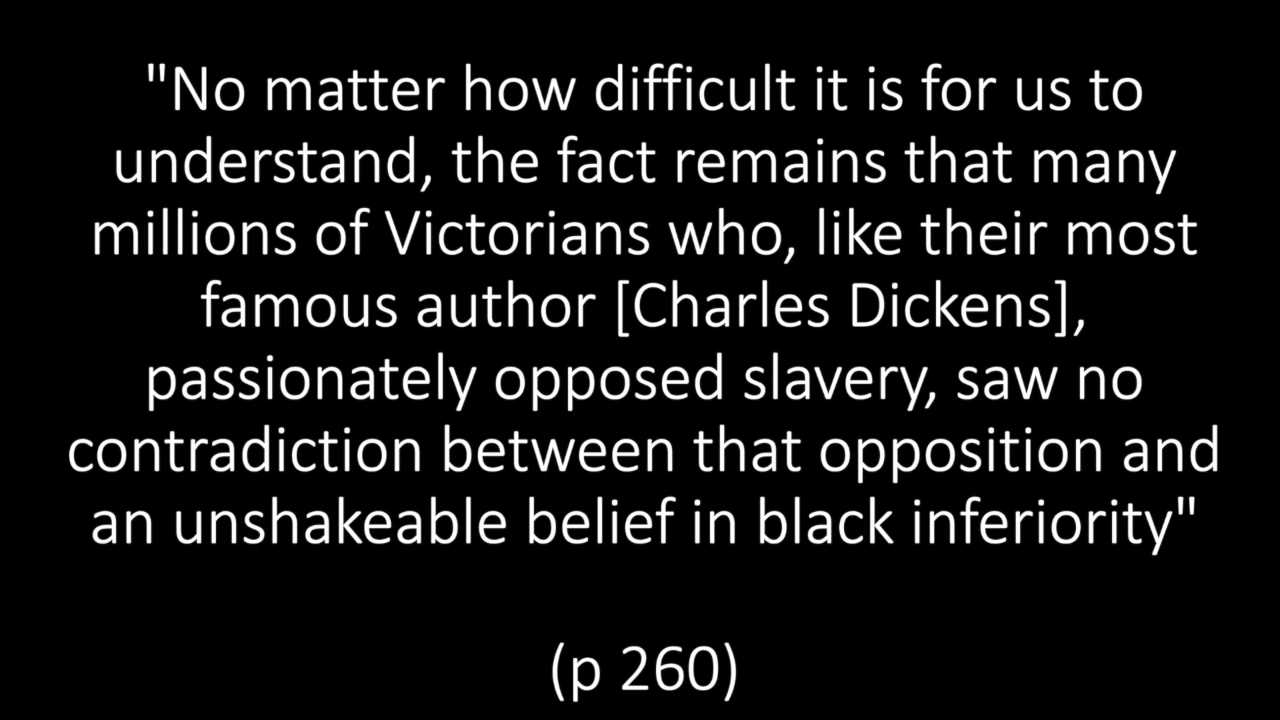 "No matter how difficult it is for us to
understand, the fact remains that many
millions of Victorians who, like their most
famous author [Charles Dickens],
passionately opposed slavery, saw no
contradiction between that opposition and
an unshakeable belief in black inferiority"
(p 260)